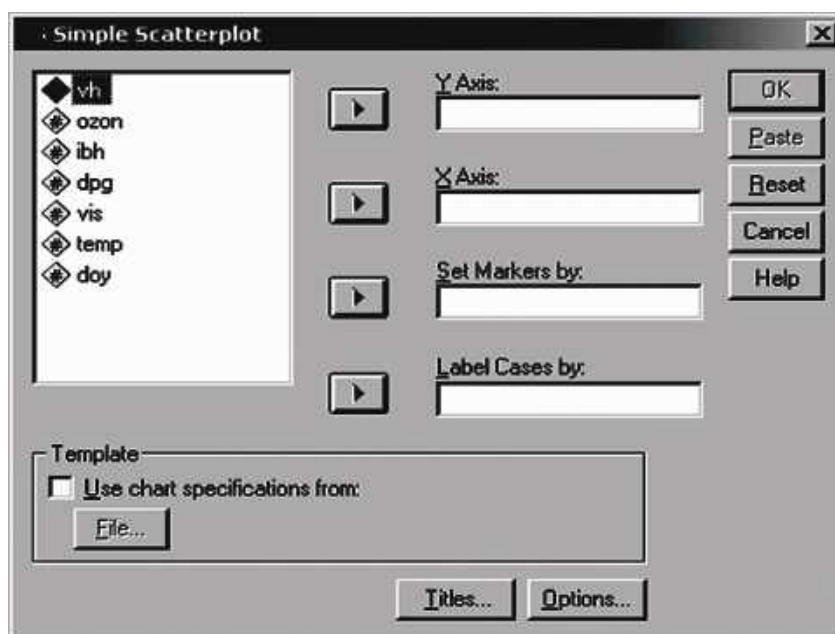 Simple Scatterplot
vh
ozon
ibh
dpg
vis
temp
doy
Y Axis:
X Axis:
Set Markers by:
Label Cases by:
OK
Paste
Reset
Cancel
Help
Template
Use chart specifications from:
File...
Titles...
Options...